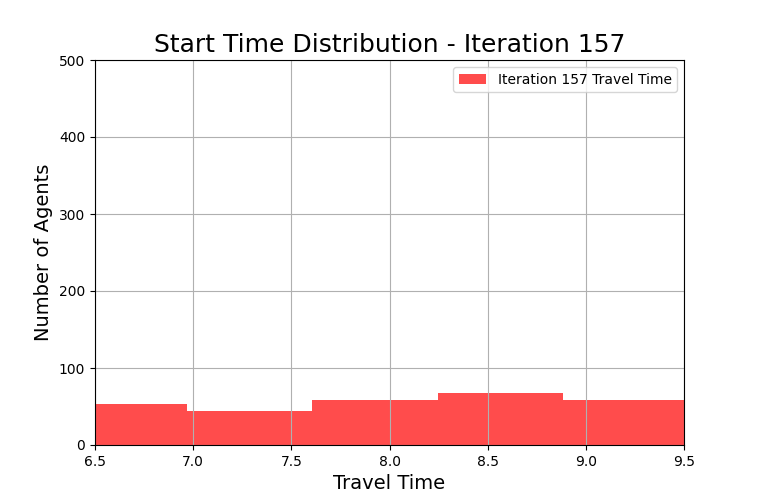 Start Time Distribution - Iteration 157
Iteration 157 Travel Time
Number of Agents
500
400
300
200
100
0
6.5 7.0 7.5 8.0 8.5 9.0 9.5
Travel Time